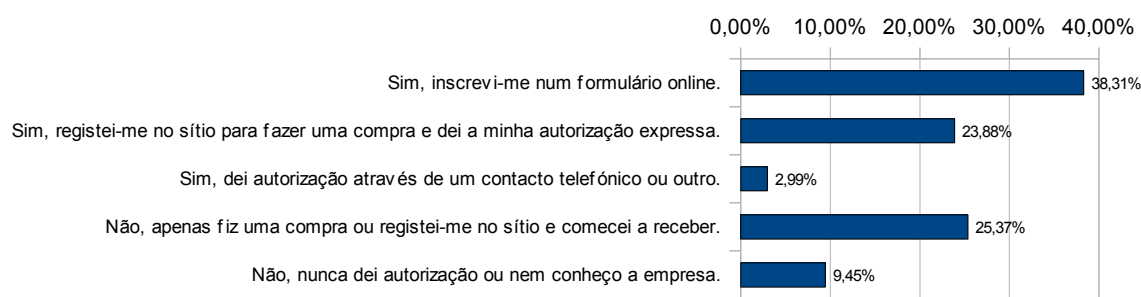 0,00% 10,00% 20,00% 30,00% 40,00%
Sim, inscrevi-me num formulário online. 38,31%
Sim, registei-me no sítio para fazer uma compra e dei a minha autorização expressa. 23,88%
Sim, dei autorização através de um contacto telefónico ou outro. 2,99%
Não, apenas fiz uma compra ou registei-me no sítio e comecei a receber. 25,37%
Não, nunca dei autorização ou nem conheço a empresa. 9,45%